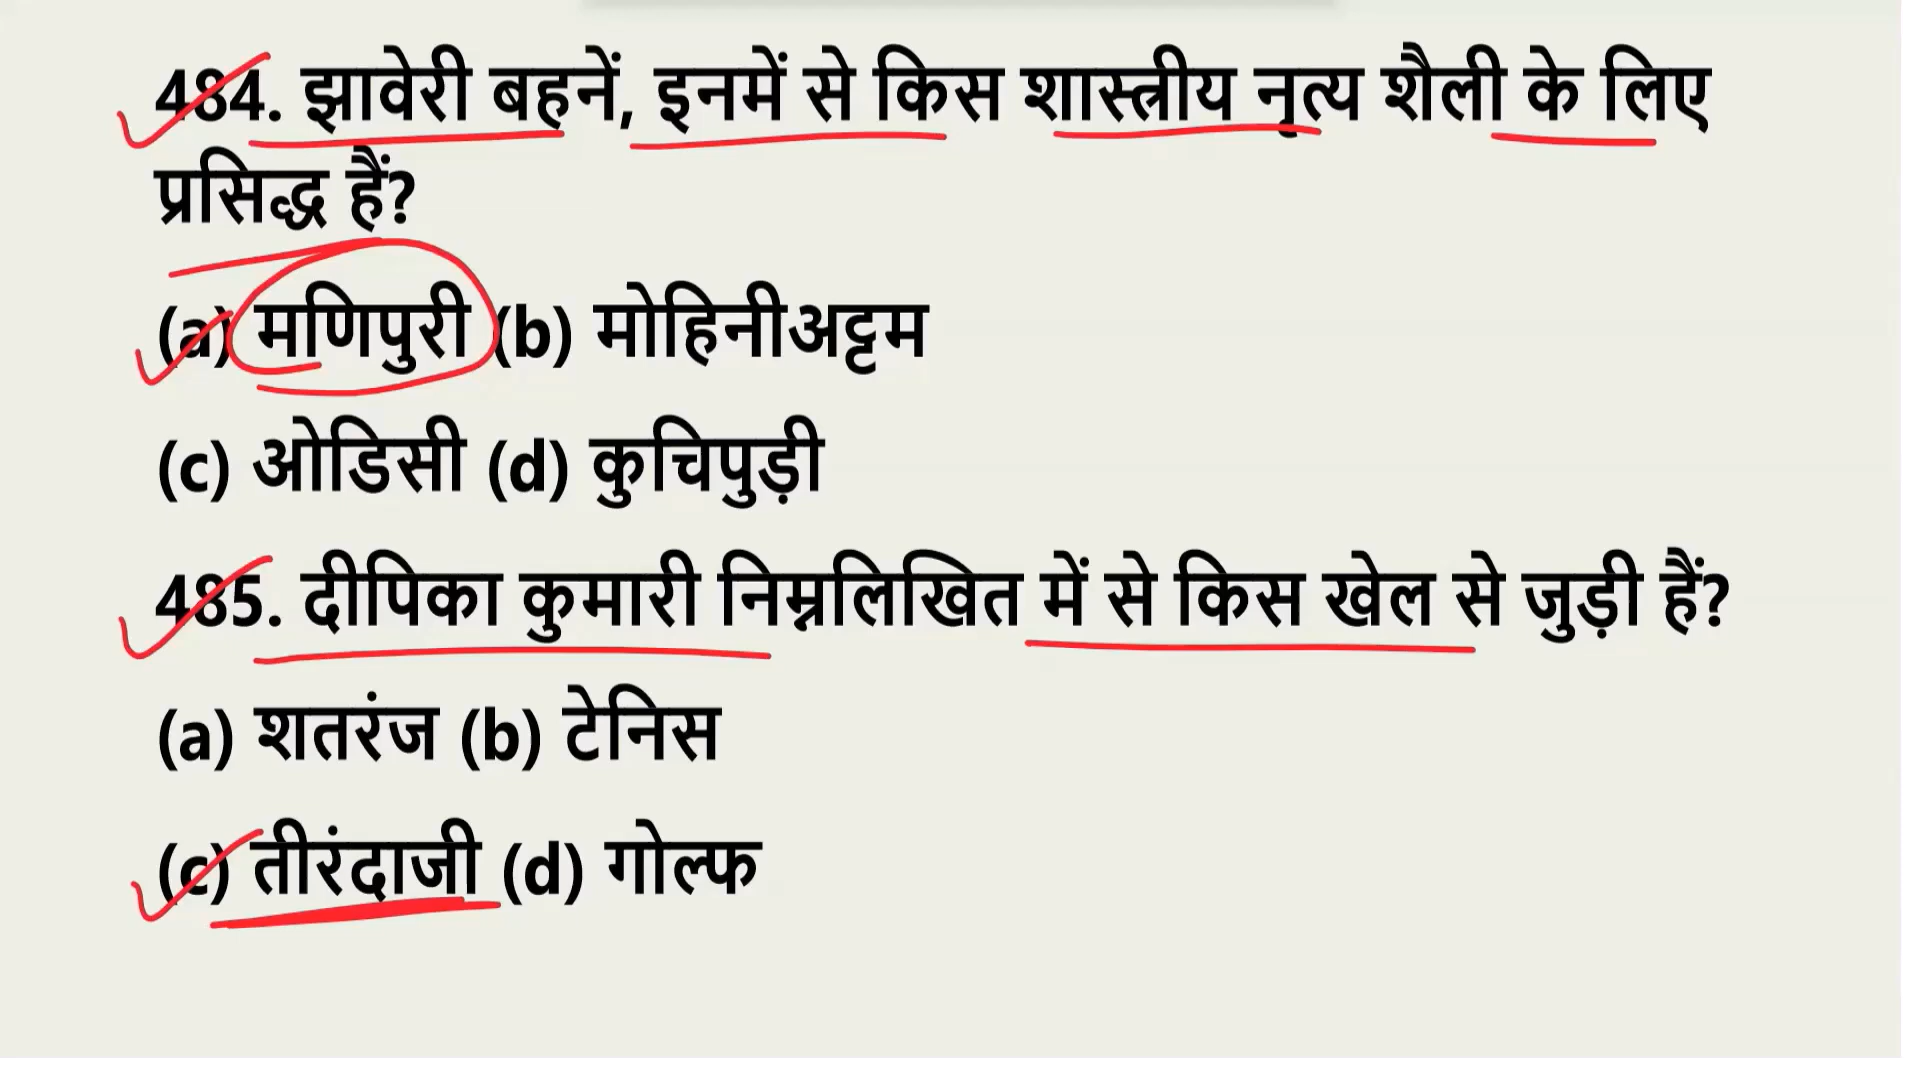 484. झावेरी बहनें, इनमें से किस शास्त्रीय नृत्य शैली के लिए
प्रसिद्ध हैं?
(a) मणिपुरी (b) मोहिनीअट्टम
(c) ओडिसी (d) कुचिपुड़ी
485. दीपिका कुमारी निम्नलिखित में से किस खेल से जुड़ी हैं?
(a) शतरंज (b) टेनिस
(c) तीरंदाजी (d) गोल्फ